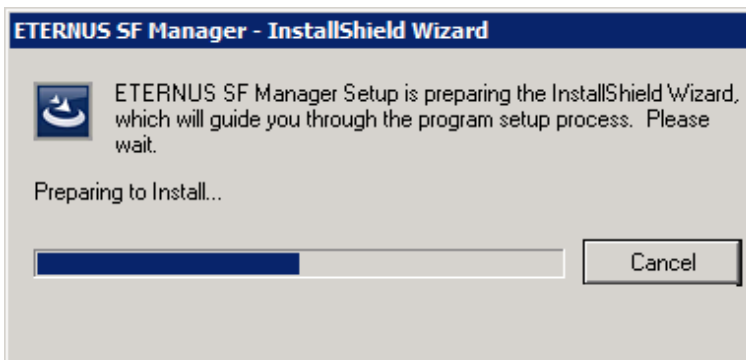 ETERNUS SF Manager - InstallShield Wizard
ETERNUS SF Manager Setup is preparing the InstallShield Wizard,
which will guide you through the program setup process.  Please
wait.
Preparing to Install...
Cancel